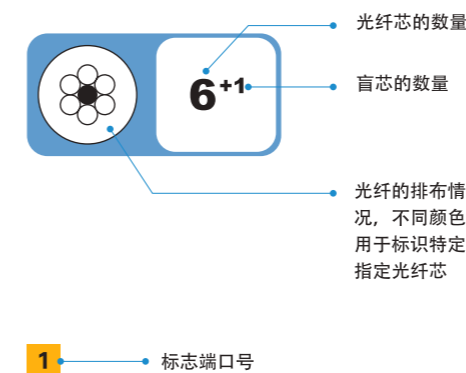 光纤芯的数量
6+1
盲芯的数量
光纤的排布情
况，不同颜色
用于标识特定
指定光纤芯
1 标志端口号